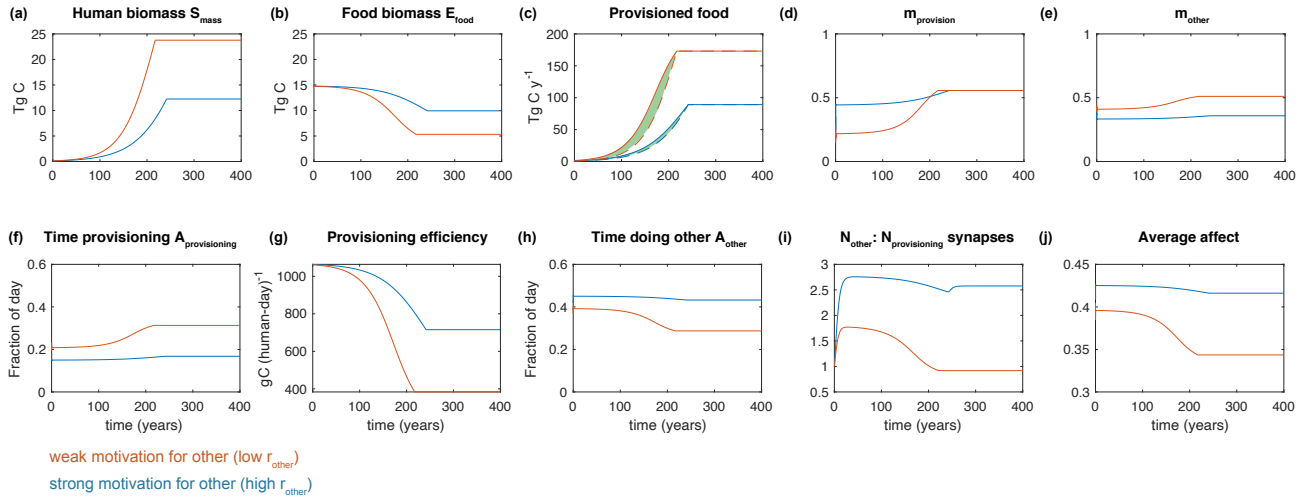 (a) Human biomass S_mass
(b) Food biomass E_food
(c) Provisioned food
(d) m_provision
(e) m_other
Tg C
25
20
15
10
5
0
0 100 200 300 400
Tg C
25
20
15
10
5
0
0 100 200 300 400
Tg C y^-1
200
150
100
50
0
0 100 200 300 400
1
0.5
0
0 100 200 300 400
1
0.5
0
0 100 200 300 400
(f) Time provisioning A_provisioning
(g) Provisioning efficiency
(h) Time doing other A_other
(i) N_other: N_provisioning synapses
(j) Average affect
Fraction of day
0.6
0.4
0.2
0
0 100 200 300 400
time (years)
gC (human-day)^-1
1000
800
600
400
0 100 200 300 400
time (years)
Fraction of day
0.6
0.4
0.2
0
0 100 200 300 400
time (years)
3
2.5
2
1.5
1
0.5
0 100 200 300 400
time (years)
0.45
0.4
0.35
0.3
0 100 200 300 400
time (years)
weak motivation for other (low r_other)
strong motivation for other (high r_other)